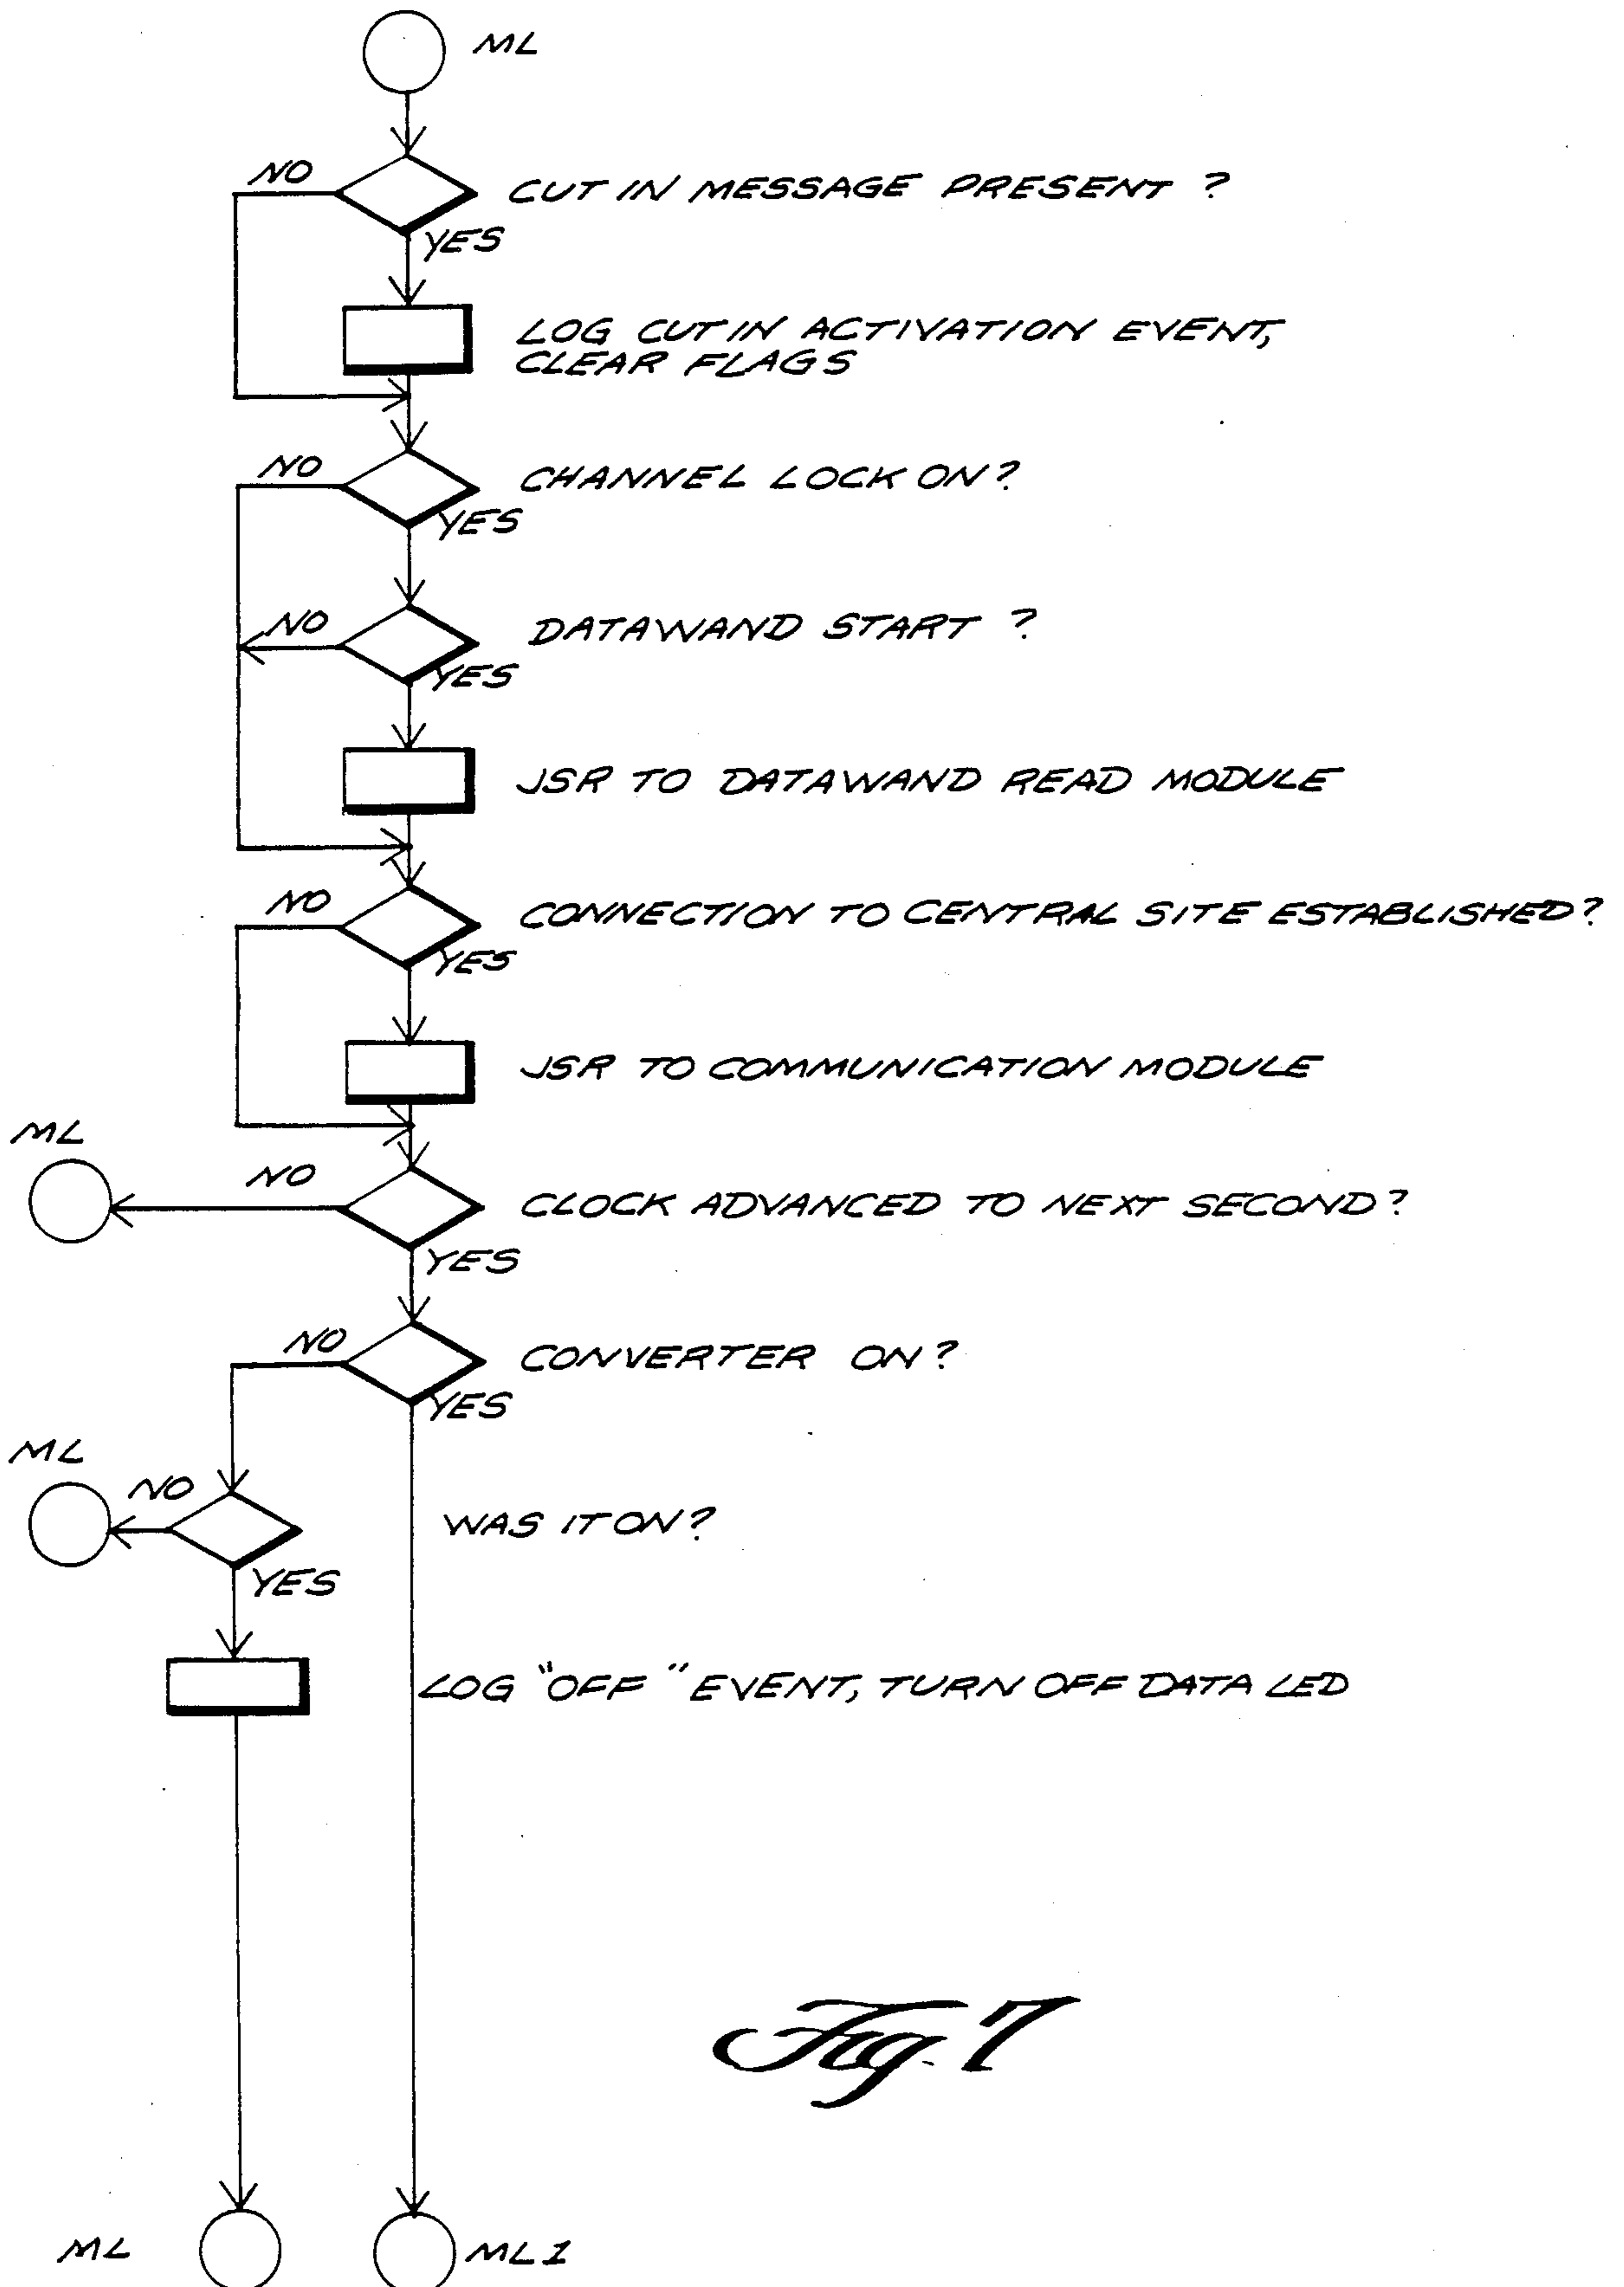 ML
NO
CUT IN MESSAGE PRESENT ?
YES
LOG CUT IN ACTIVATION EVENT,
CLEAR FLAGS
NO
CHANNEL LOCK ON?
YES
NO
DATAWAND START ?
YES
JSR TO DATAWAND READ MODULE
NO
CONNECTION TO CENTRAL SITE ESTABLISHED?
YES
JSR TO COMMUNICATION MODULE
ML
NO
CLOCK ADVANCED TO NEXT SECOND?
YES
NO
CONVERTER ON?
YES
ML
NO
WAS IT ON?
YES
LOG "OFF" EVENT, TURN OFF DATA LED
Fig. 7
ML
ML1